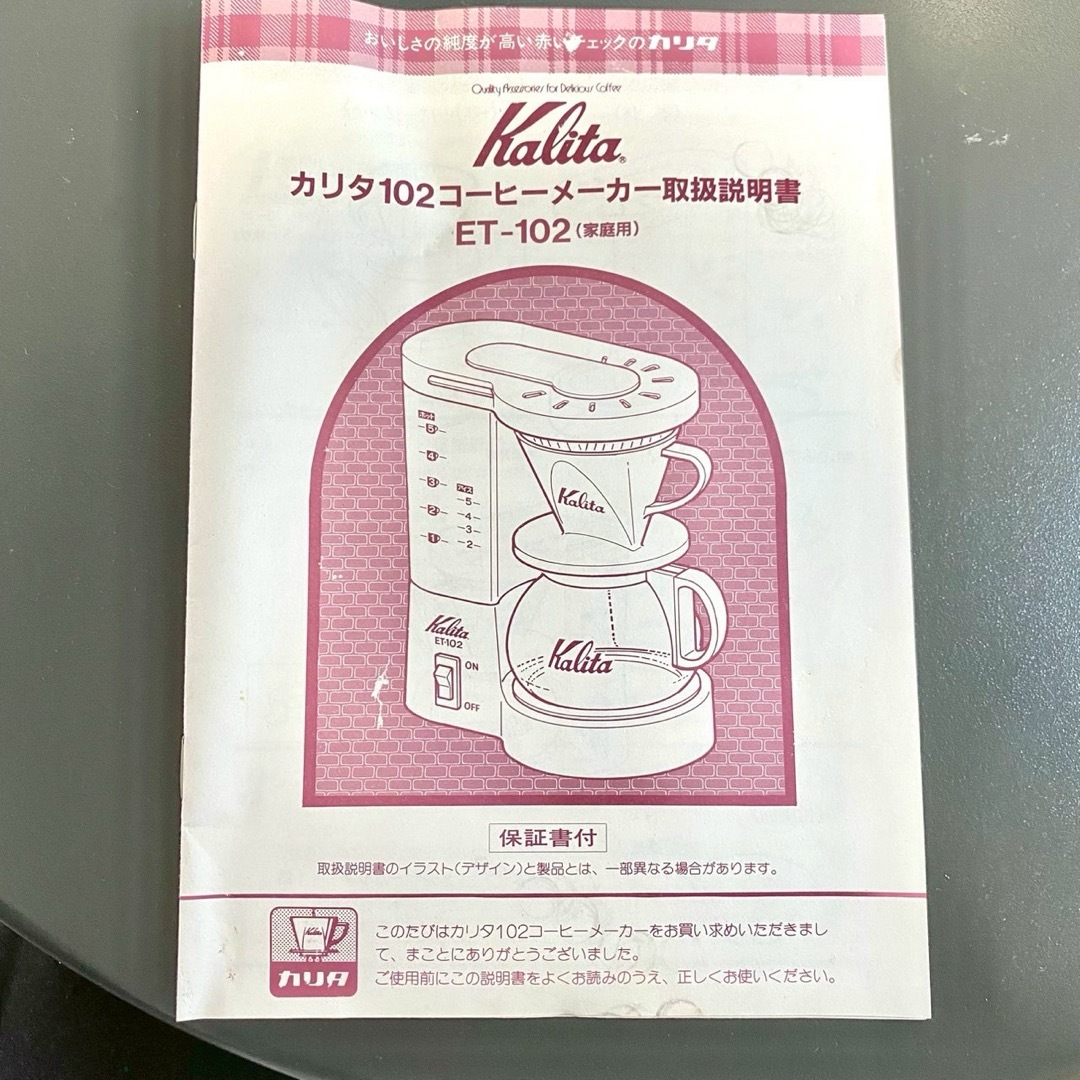 おいしさの純度が高い赤いチェックのカリタ
Quality Accessories for Delicious Coffee
Kalita®
カリタ102コーヒーメーカー取扱説明書
ET-102(家庭用)
ホット
5
4
3
2
1
アイス
5
4
3
2
Kalita
Kalita
Kalita
ET-102
ON
OFF
保証書付
取扱説明書のイラスト(デザイン)と製品とは、一部異なる場合があります。
Kalita
カリタ
このたびはカリタ102コーヒーメーカーをお買い求めいただきまし
て、まことにありがとうございました。
ご使用前にこの説明書をよくお読みのうえ、正しくお使いください。